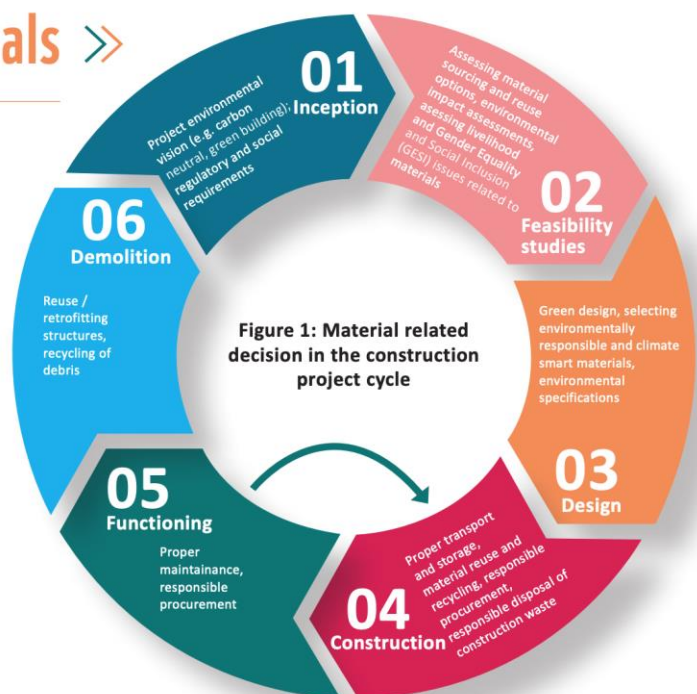 als
01
Inception
Project environmental
vision (e.g. carbon
neutral, green building);
regulatory and social
requirements
Assessing material
sourcing and reuse
options, environmental
impact assessments,
asessing livelihood
and Gender Equality
and Social Inclusion
(GESI) issues related to
materials
02
Feasibility
studies
Green design, selecting
environmentally
responsible and climate
smart materials,
environmental
specifications
03
Design
Proper transport
and storage,
material reuse and
recycling, responsible
procurement,
responsible disposal of
construction waste
04
Construction
05
Functioning
Proper
maintainance,
responsible
procurement
06
Demolition
Reuse /
retrofitting
structures,
recycling of
debris
Figure 1: Material related
decision in the construction
project cycle